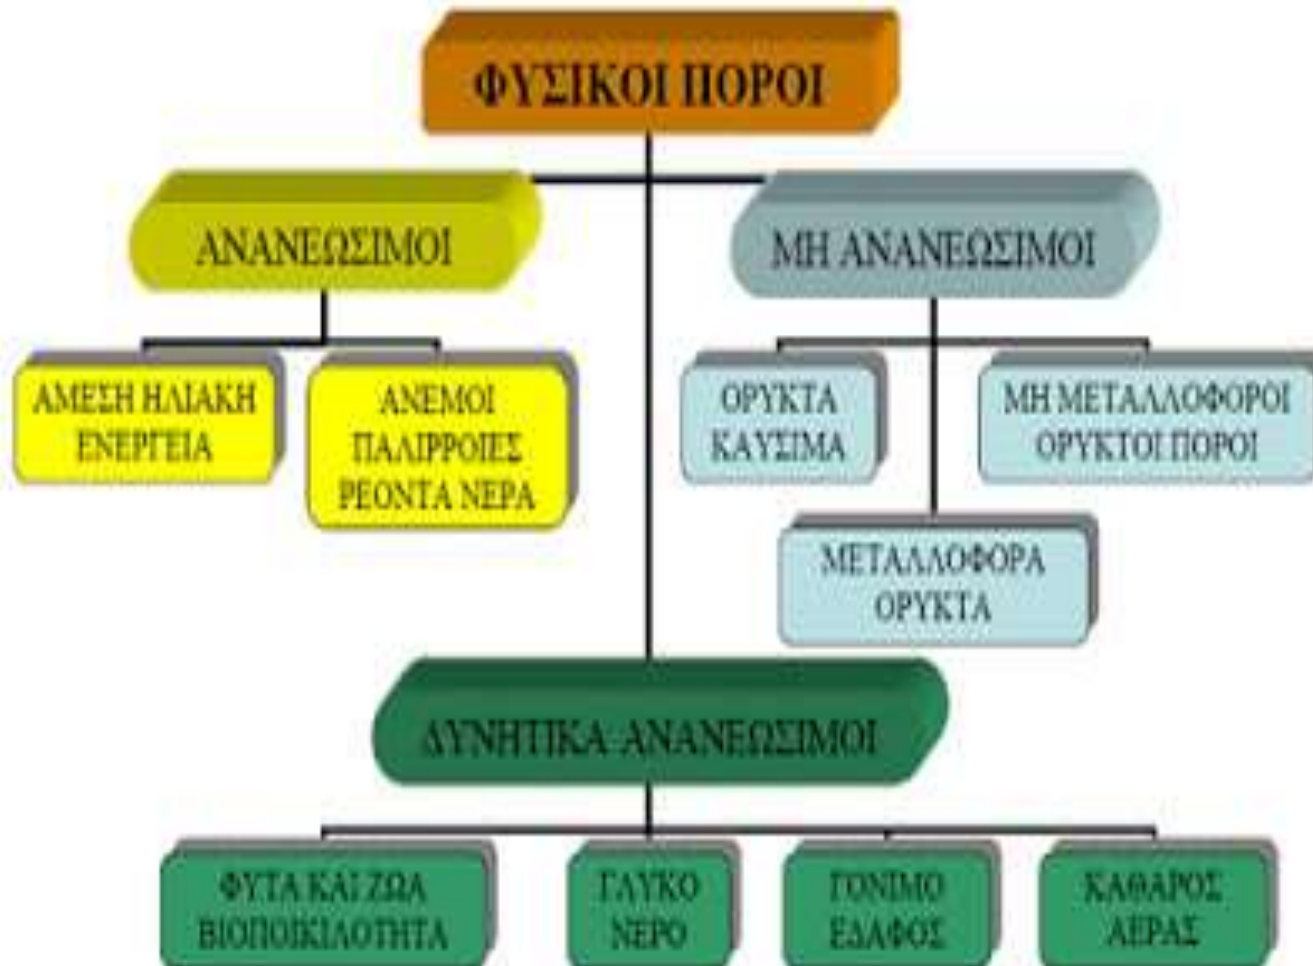 ΦΥΣΙΚΟΙ ΠΟΡΟΙ
ΑΝΑΝΕΩΣΙΜΟΙ
ΜΗ ΑΝΑΝΕΩΣΙΜΟΙ
ΑΜΕΣΗ ΗΛΙΑΚΗ
ΕΝΕΡΓΕΙΑ
ΑΝΕΜΟΙ
ΠΑΛΙΡΡΟΙΕΣ
ΡΕΟΝΤΑ ΝΕΡΑ
ΟΡΥΚΤΑ
ΚΑΥΣΙΜΑ
ΜΗ ΜΕΤΑΛΛΟΦΟΡΟΙ
ΟΡΥΚΤΟΙ ΠΟΡΟΙ
ΜΕΤΑΛΛΟΦΟΡΑ
ΟΡΥΚΤΑ
ΔΥΝΗΤΙΚΑ ΑΝΑΝΕΩΣΙΜΟΙ
ΦΥΤΑ ΚΑΙ ΖΩΑ
ΒΙΟΠΟΙΚΙΛΟΤΗΤΑ
ΓΛΥΚΟ
ΝΕΡΟ
ΓΟΝΙΜΟ
ΕΔΑΦΟΣ
ΚΑΘΑΡΟΣ
ΑΕΡΑΣ